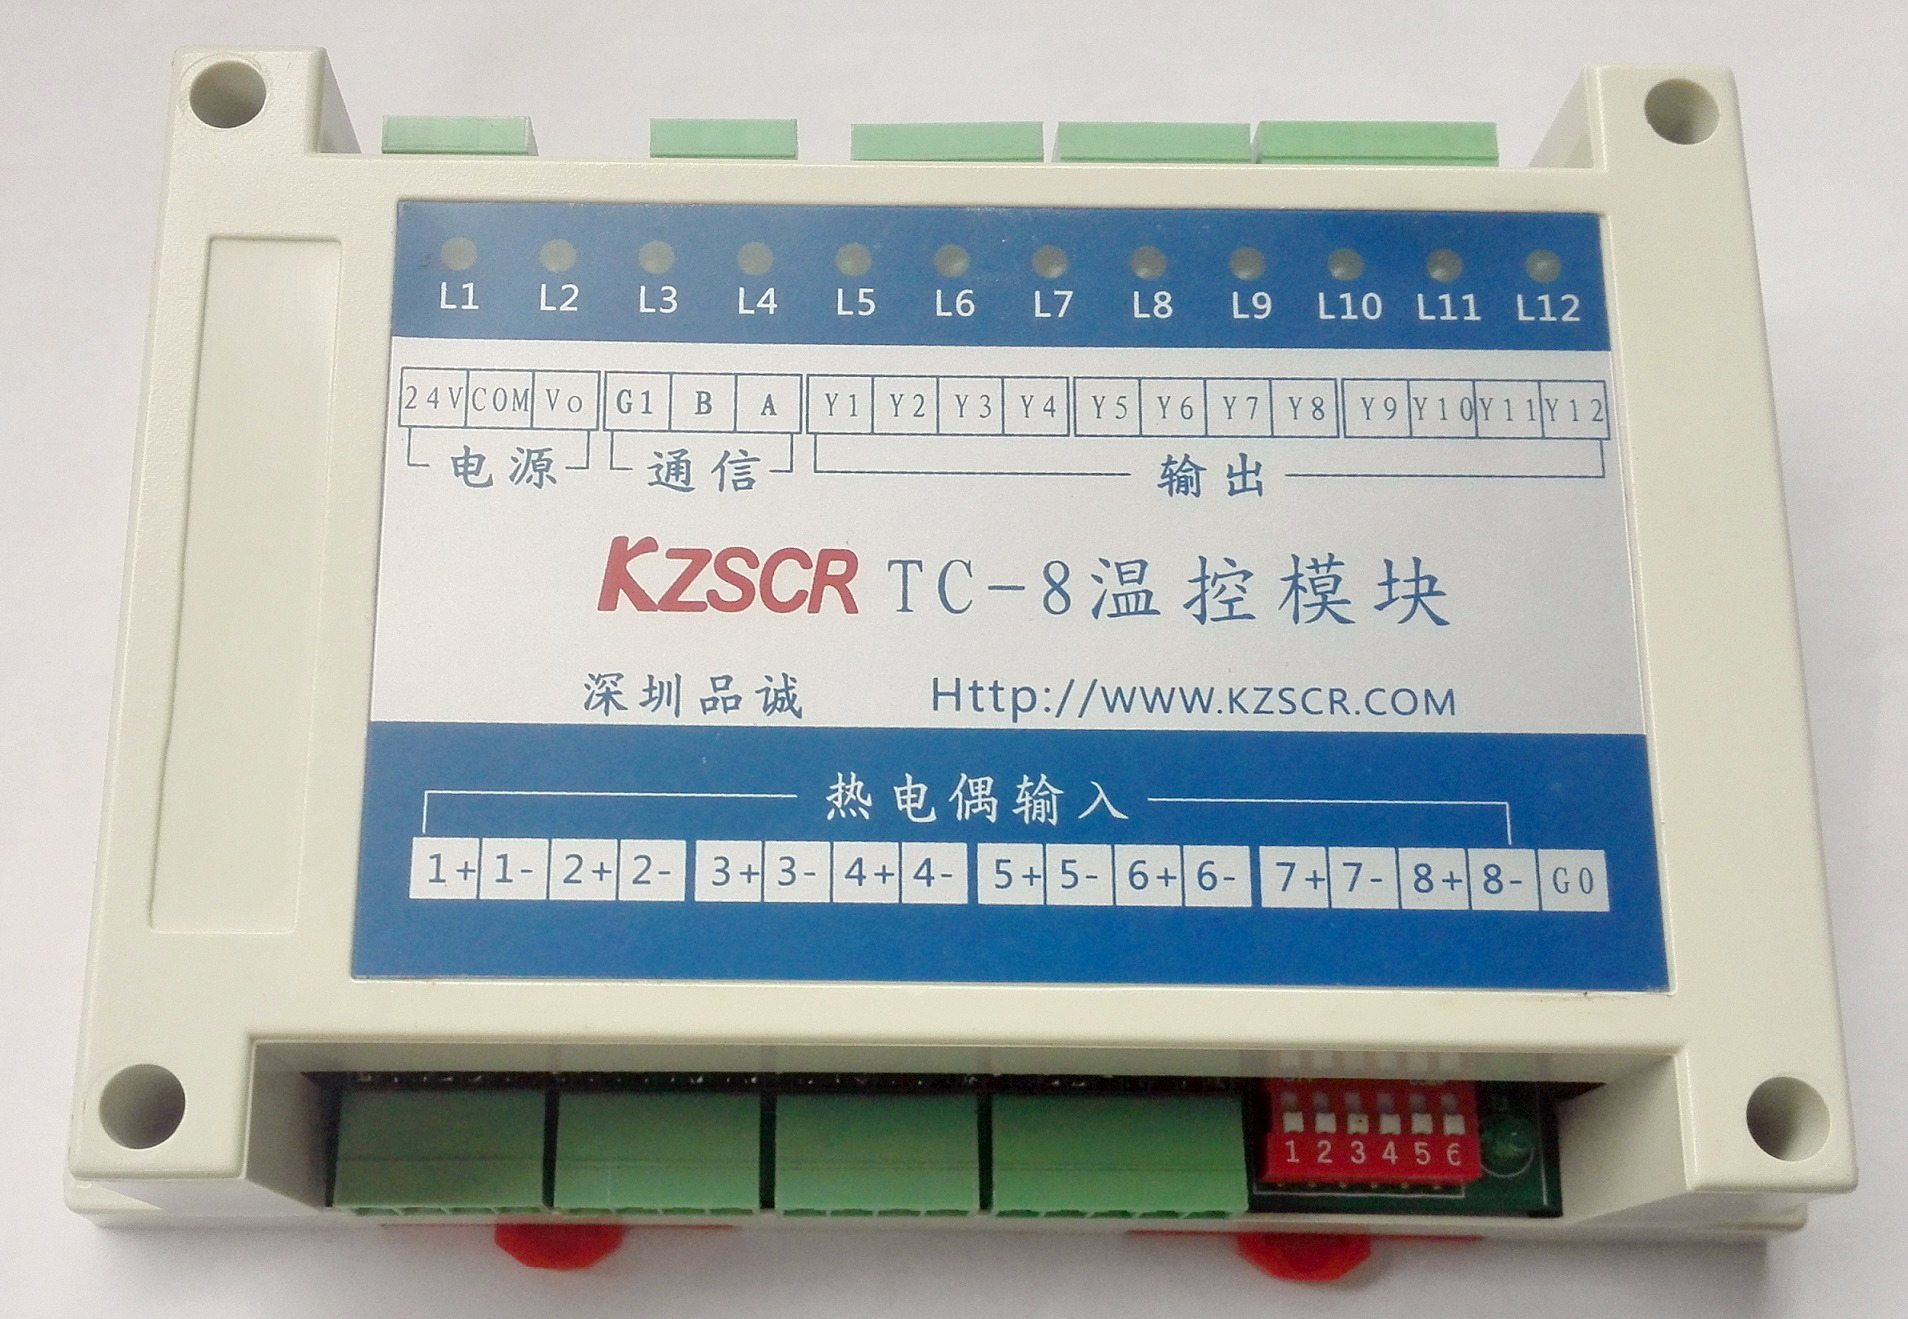 L1 L2 L3 L4 L5 L6 L7 L8 L9 L10 L11 L12
24V COM Vo G1 B A Y1 Y2 Y3 Y4 Y5 Y6 Y7 Y8 Y9 Y10 Y11 Y12
电源 通信 输出
KZSCR TC-8温控模块
深圳品诚 Http://WWW.KZSCR.COM
热电偶输入
1+ 1- 2+ 2- 3+ 3- 4+ 4- 5+ 5- 6+ 6- 7+ 7- 8+ 8- G0
1 2 3 4 5 6